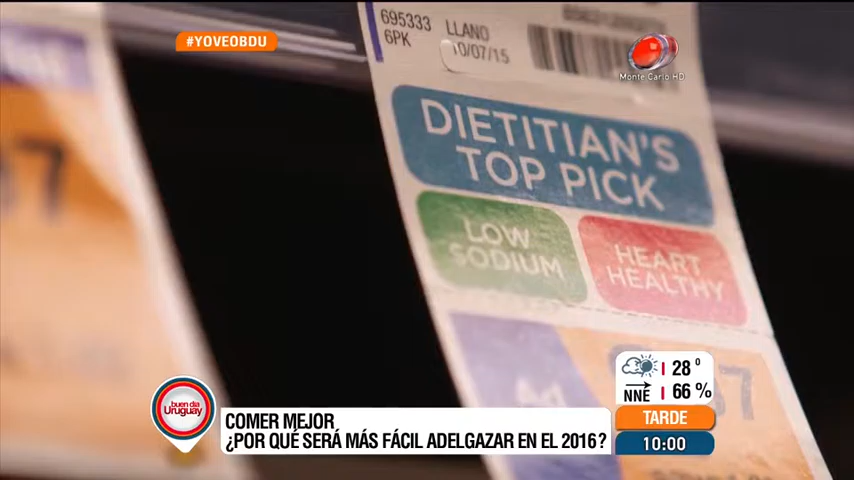 #YOVEOBDU
695333
6PK
LLANO
10/07/15
Monte Carlo HD
DIETITIAN'S
TOP PICK
LOW
SODIUM
HEART
HEALTHY
28°
NNE
66 %
TARDE
10:00
buen día
Uruguay
COMER MEJOR
¿POR QUÉ SERÁ MÁS FÁCIL ADELGAZAR EN EL 2016?